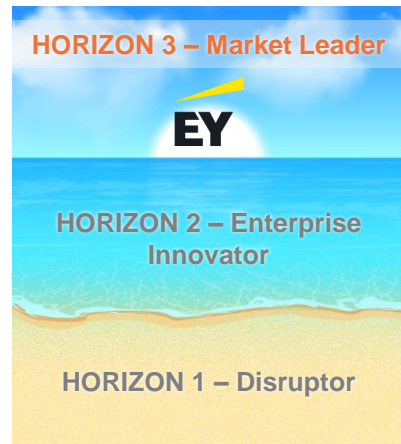 HORIZON 3 – Market Leader
EY
HORIZON 2 – Enterprise
Innovator
HORIZON 1 – Disruptor